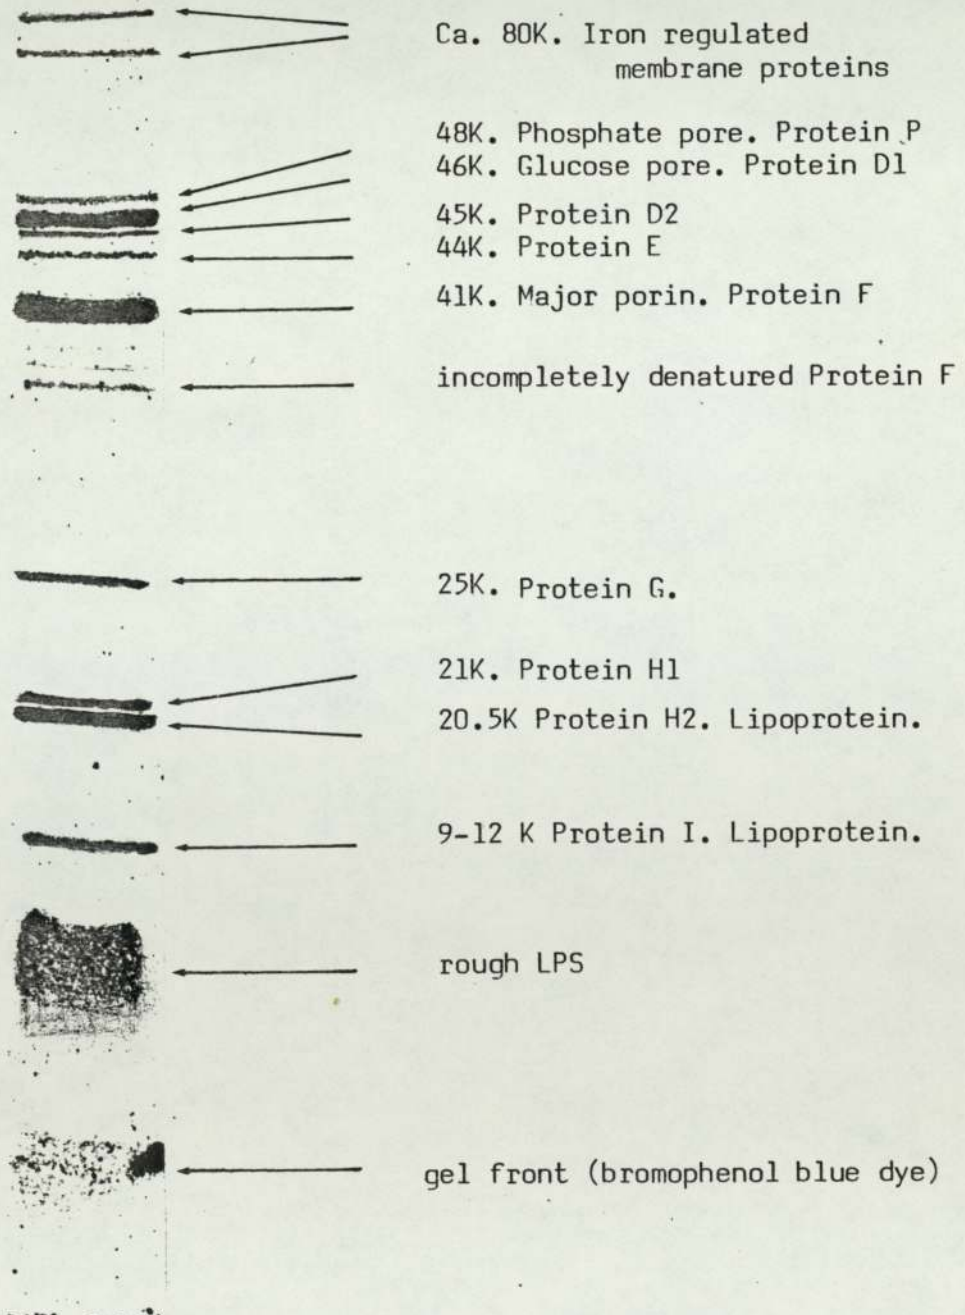 Ca. 80K. Iron regulated
membrane proteins
48K. Phosphate pore. Protein P
46K. Glucose pore. Protein D1
45K. Protein D2
44K. Protein E
41K. Major porin. Protein F
incompletely denatured Protein F
25K. Protein G.
21K. Protein H1
20.5K Protein H2. Lipoprotein.
9-12 K Protein I. Lipoprotein.
rough LPS
gel front (bromophenol blue dye)